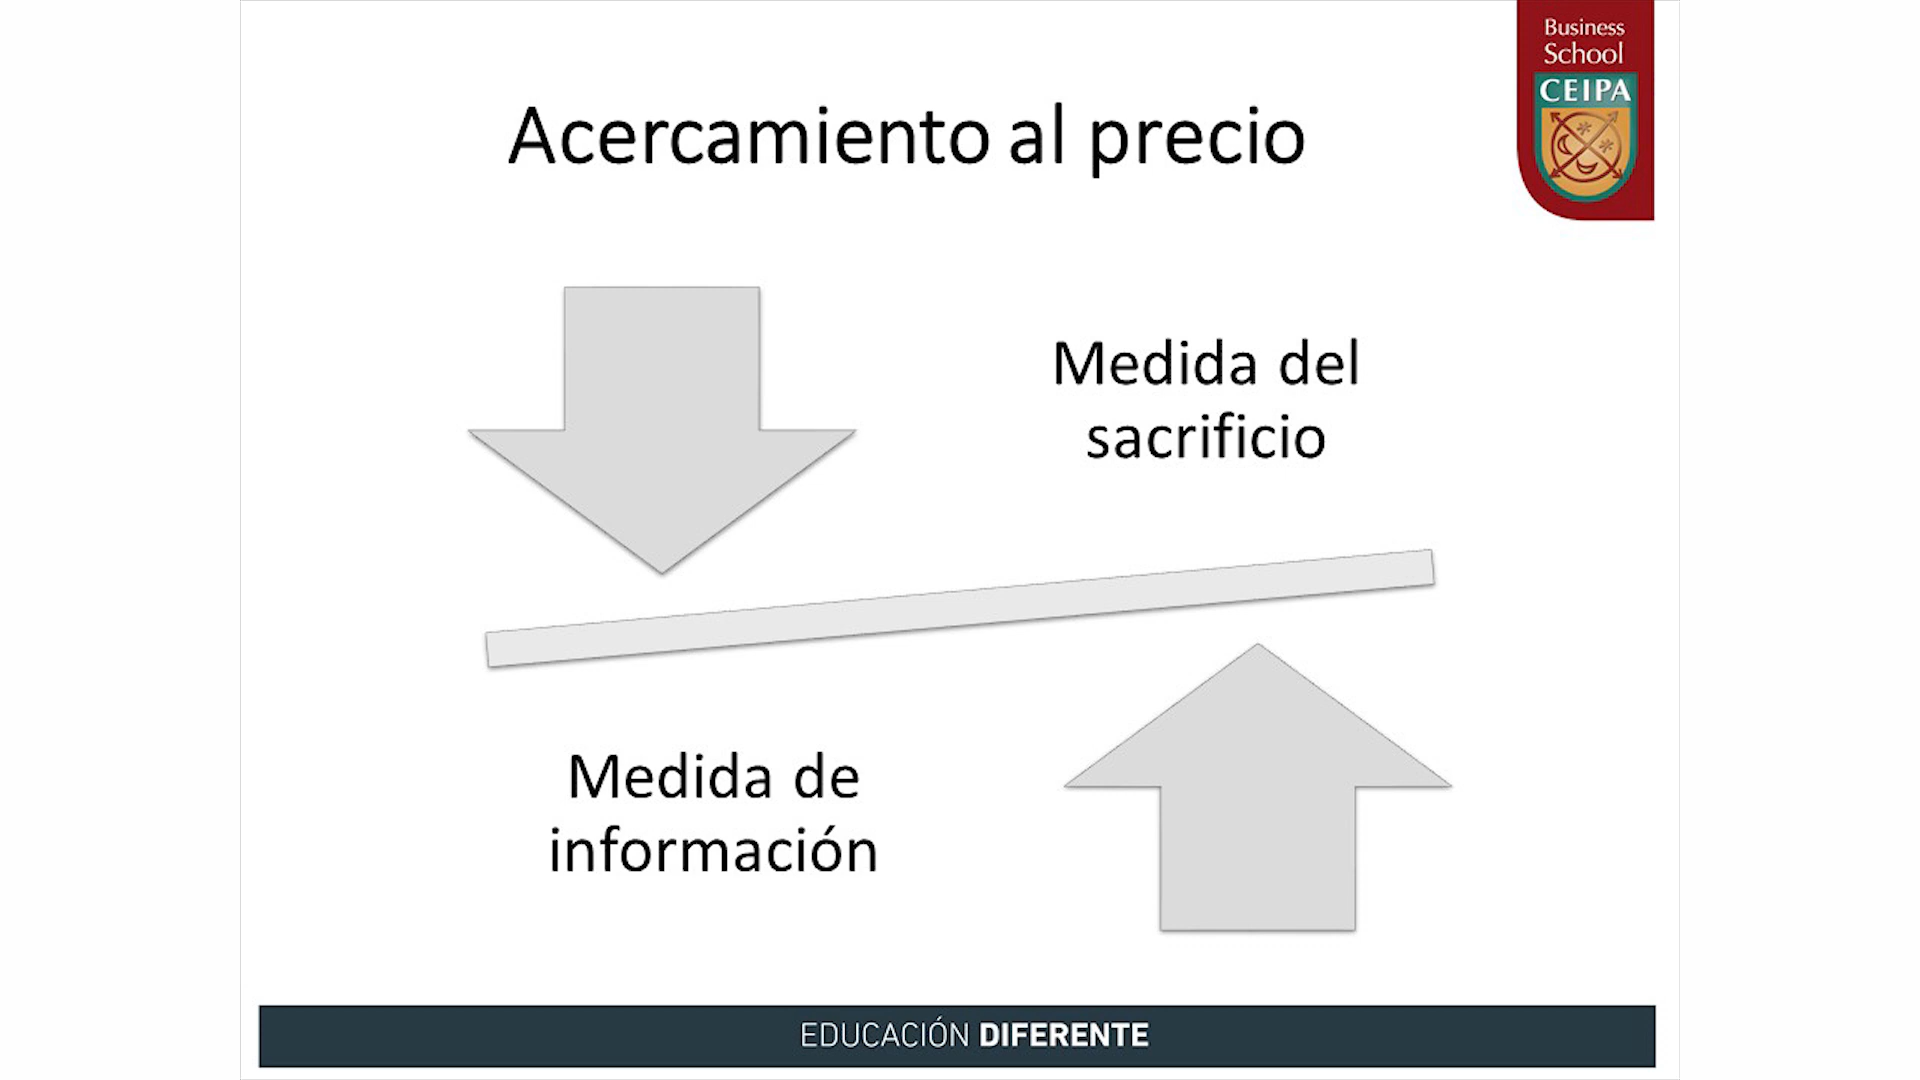 Business
School
CEIPA
Acercamiento al precio
Medida del
sacrificio
Medida de
información
EDUCACIÓN DIFERENTE